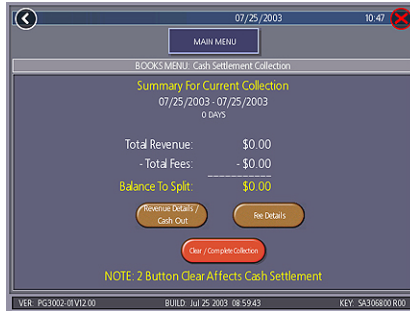 07/25/2003 10:47
MAIN MENU
BOOKS MENU: Cash Settlement Collection
Summary For Current Collection
07/25/2003 - 07/25/2003
0 DAYS
Total Revenue: $0.00
- Total Fees: - $0.00
Balance To Split: $0.00
Revenue Details /
Cash Out
Fee Details
Clear / Complete Collection
NOTE: 2 Button Clear Affects Cash Settlement
VER: PG3002-01V12.00 BUILD: Jul 25 2003 08:59:43 KEY: SA306800 R00